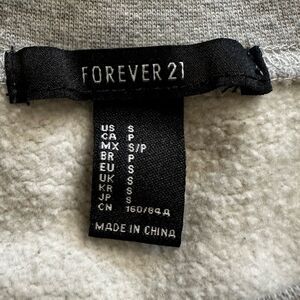 FOREVER 21
US S
CA P
MX S/P
BR P
EU S
UK S
KR S
JP S
CN 160/84A
MADE IN CHINA